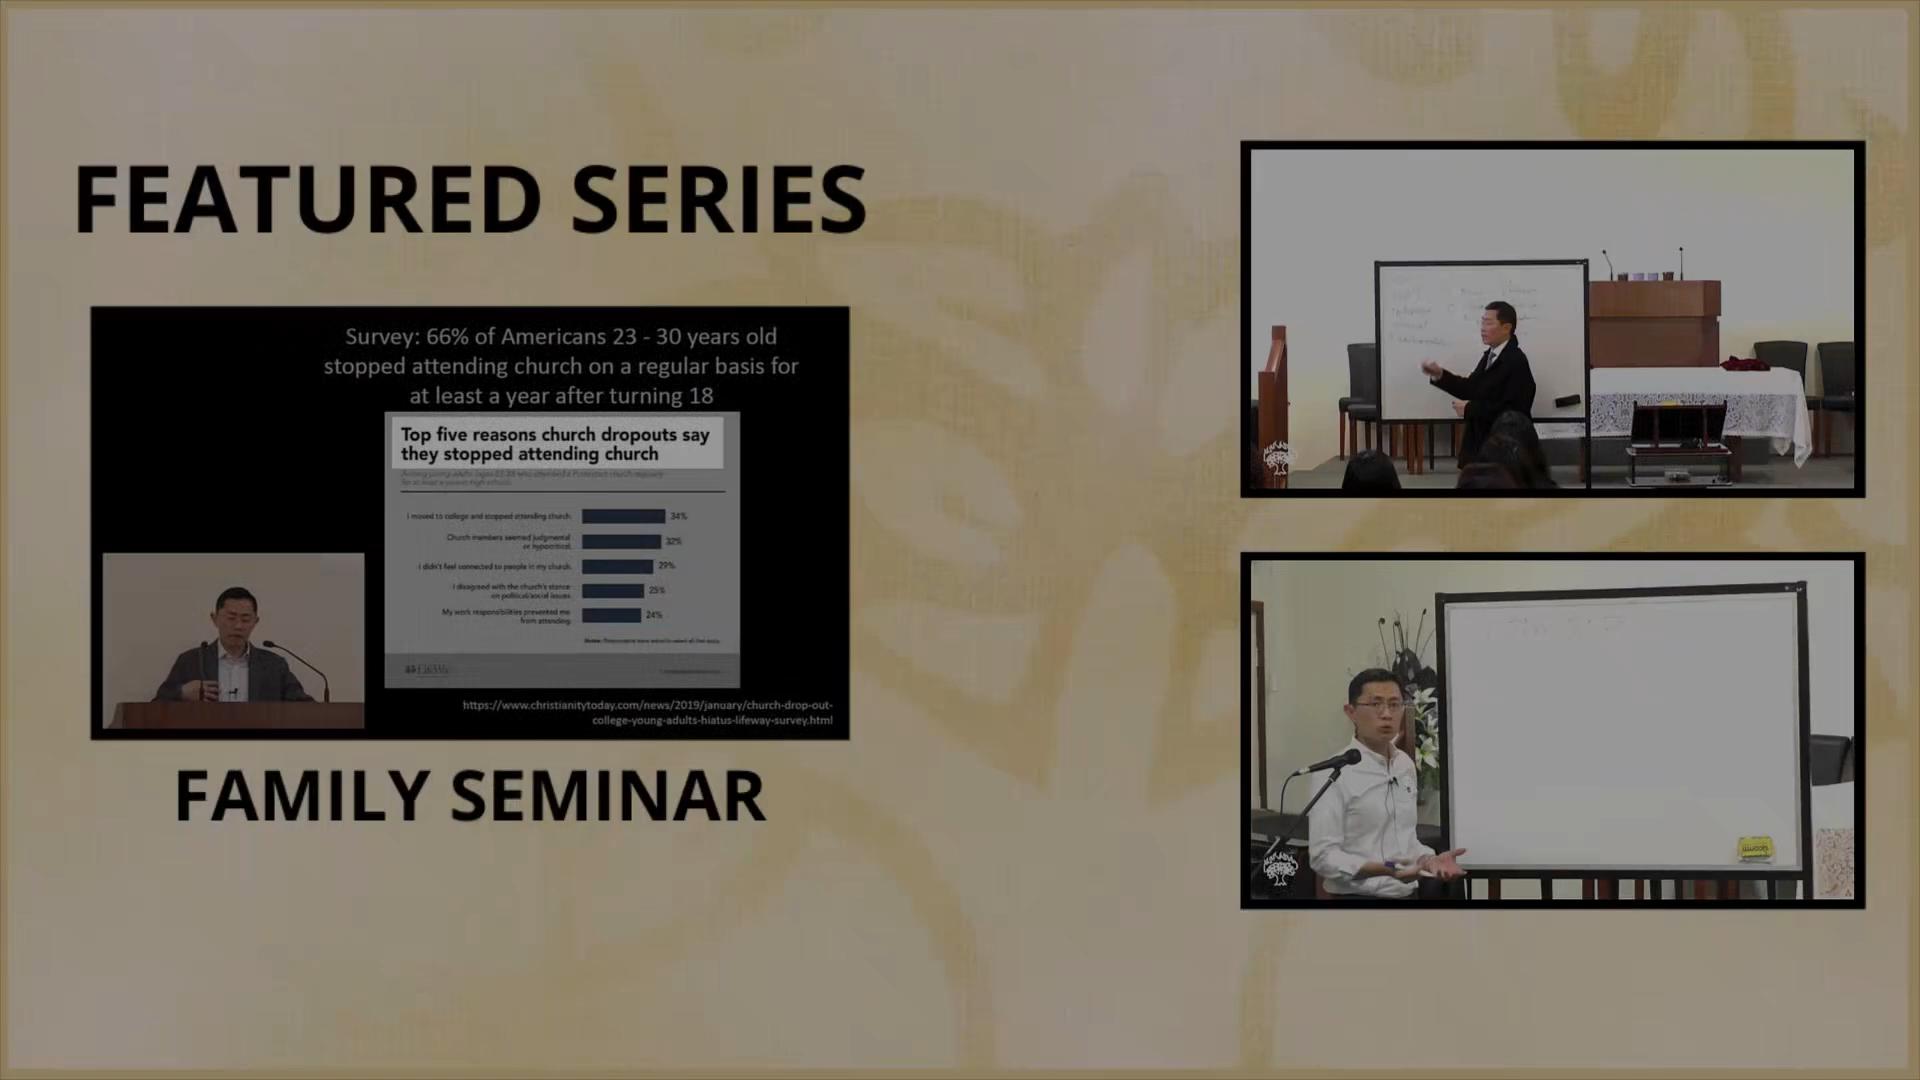 FEATURED SERIES
Survey: 66% of Americans 23 - 30 years old
stopped attending church on a regular basis for
at least a year after turning 18
Top five reasons church dropouts say
they stopped attending church
I moved to college and stopped attending church. 34%
Church members seemed judgmental
or hypocritical. 32%
I didn't feel connected to people in my church. 29%
I disagreed with the church's stance
on political/social issues. 25%
My work responsibilities prevented me
from attending. 24%
https://www.christianitytoday.com/news/2019/january/church-drop-out-
college-young-adults-hiatus-lifeway-survey.html
FAMILY SEMINAR